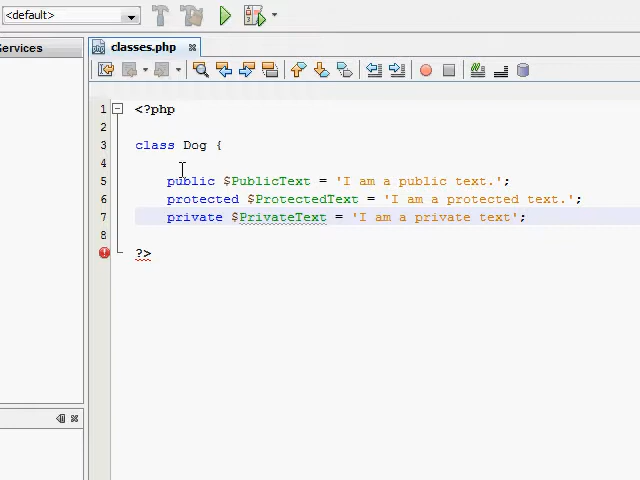 <default>
Services
classes.php
1 <?php
2
3 class Dog {
4
5 public $PublicText = 'I am a public text.';
6 protected $ProtectedText = 'I am a protected text.';
7 private $PrivateText = 'I am a private text';
8
?>